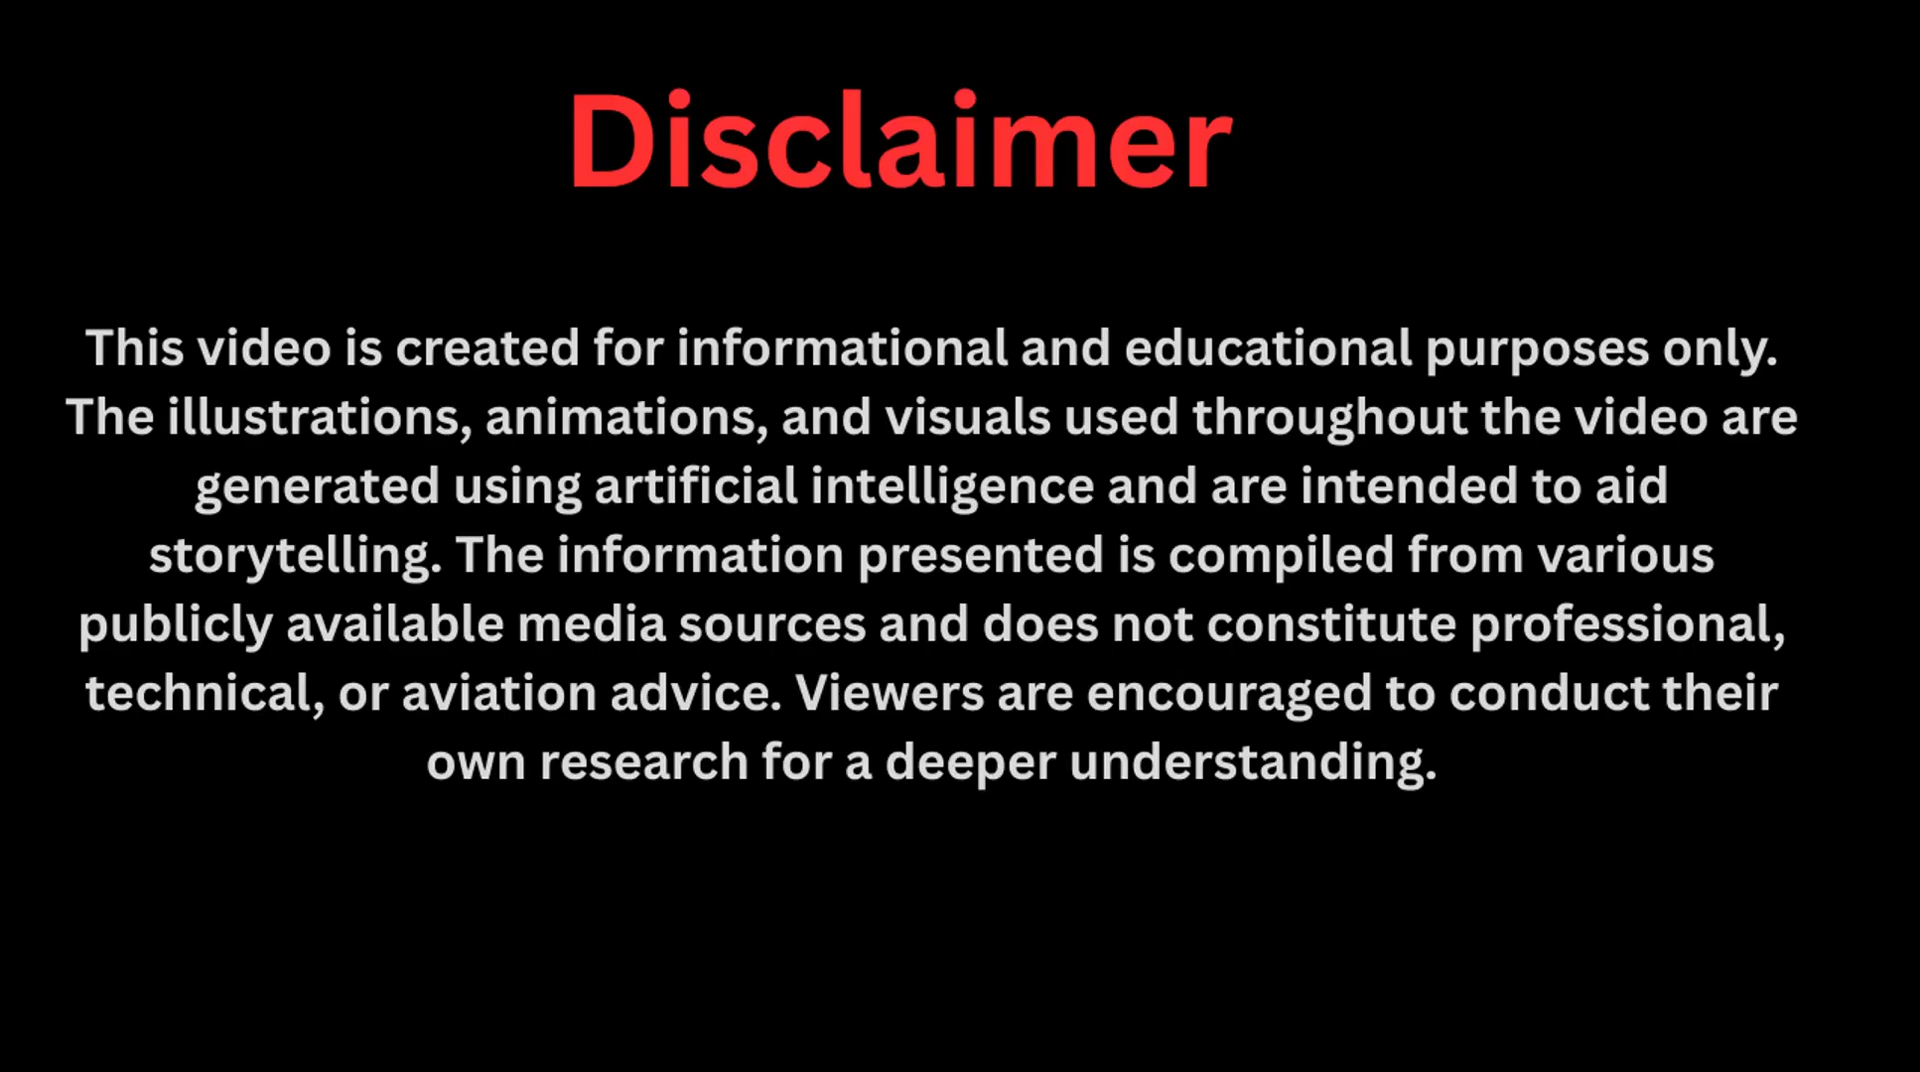 Disclaimer
This video is created for informational and educational purposes only.
The illustrations, animations, and visuals used throughout the video are
generated using artificial intelligence and are intended to aid
storytelling. The information presented is compiled from various
publicly available media sources and does not constitute professional,
technical, or aviation advice. Viewers are encouraged to conduct their
own research for a deeper understanding.